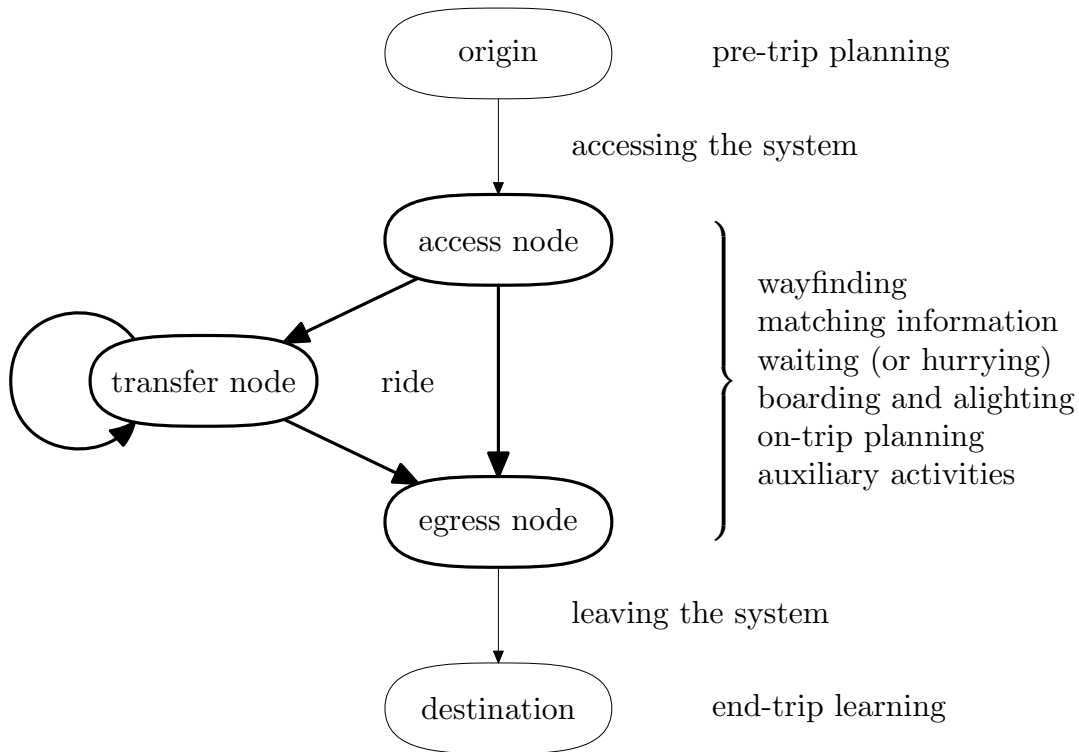 origin
pre-trip planning
accessing the system
access node
wayfinding
matching information
waiting (or hurrying)
boarding and alighting
on-trip planning
auxiliary activities
transfer node
ride
egress node
leaving the system
destination
end-trip learning